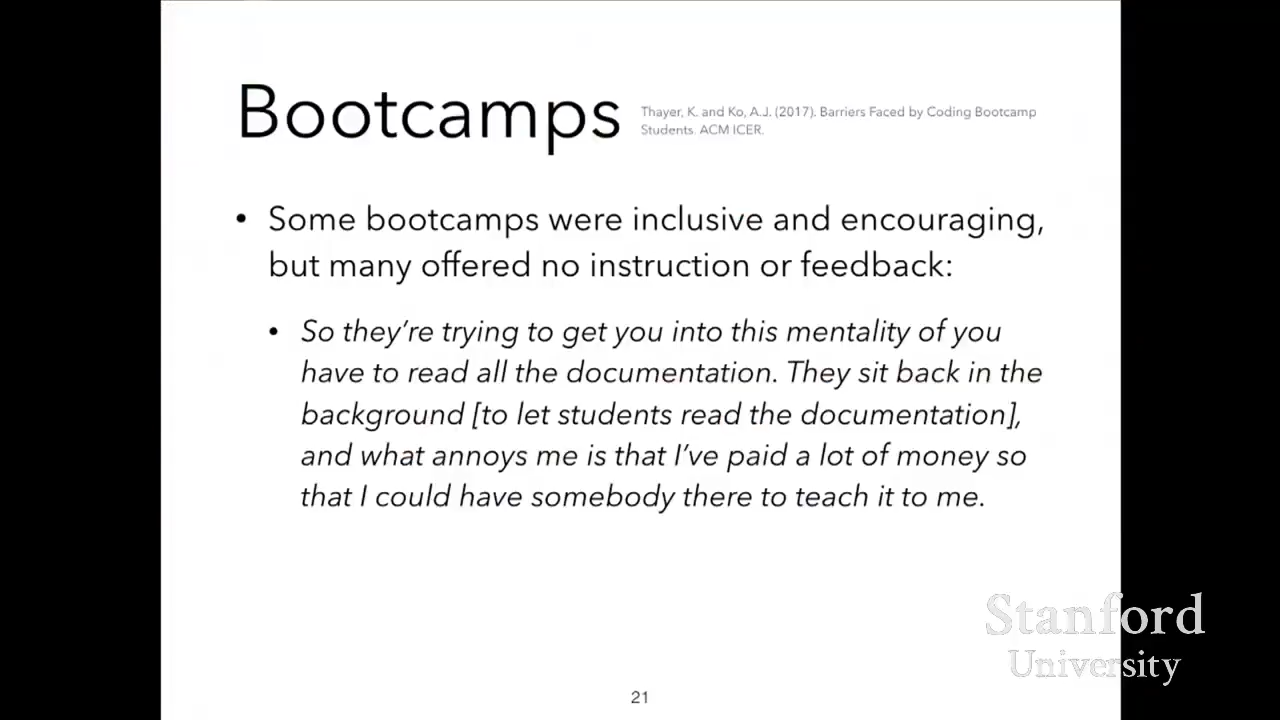 Bootcamps
Thayer, K. and Ko, A.J. (2017). Barriers Faced by Coding Bootcamp
Students. ACM ICER.
• Some bootcamps were inclusive and encouraging,
but many offered no instruction or feedback:
• So they’re trying to get you into this mentality of you
have to read all the documentation. They sit back in the
background [to let students read the documentation],
and what annoys me is that I’ve paid a lot of money so
that I could have somebody there to teach it to me.
Stanford
University
21